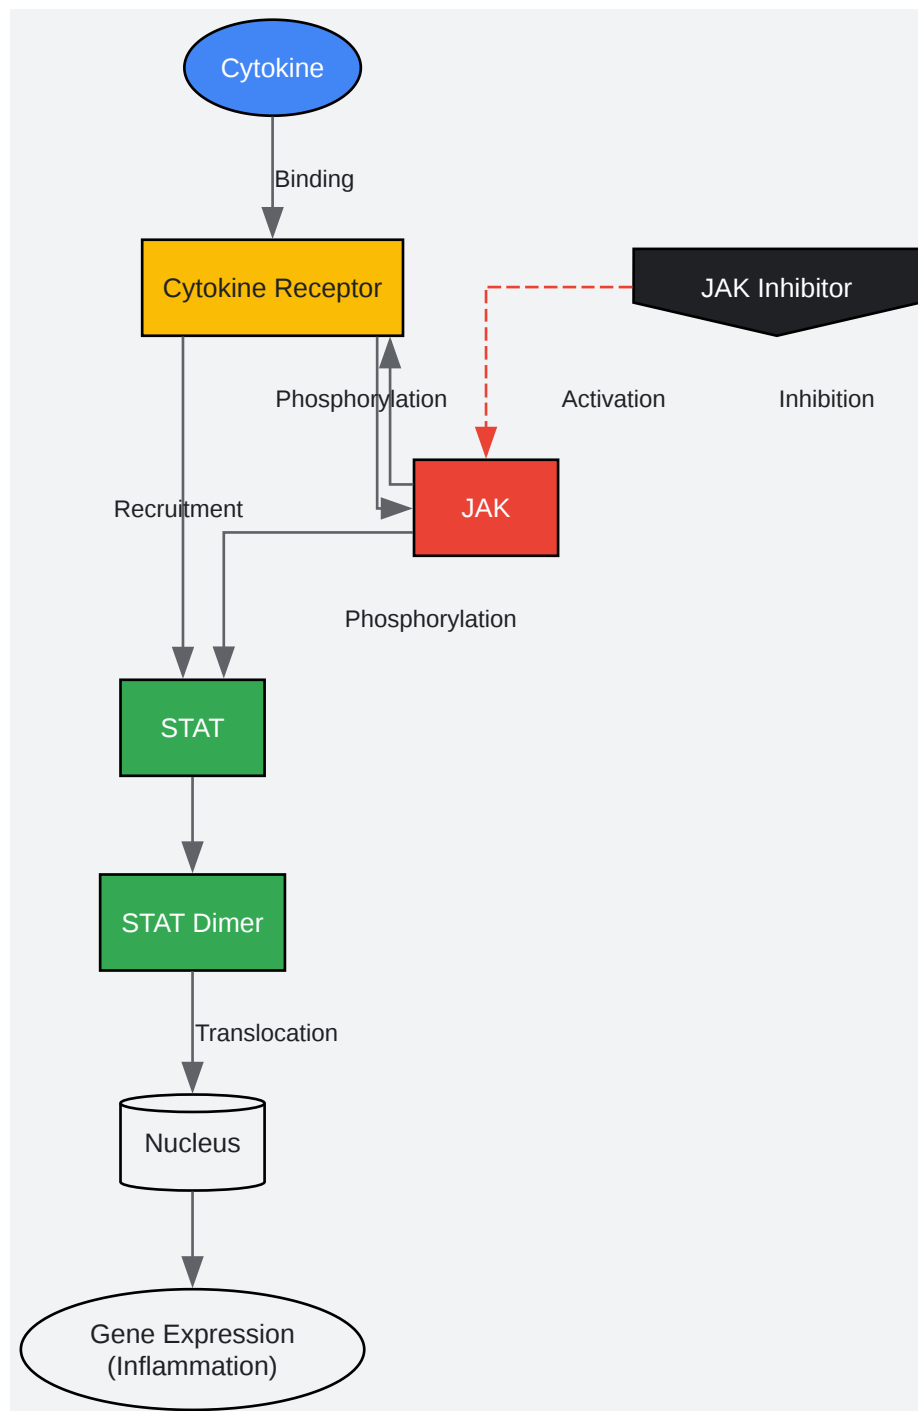 Cytokine
Binding
Cytokine Receptor
JAK Inhibitor
Phosphorylation
Activation
Inhibition
JAK
Recruitment
Phosphorylation
STAT
STAT Dimer
Translocation
Nucleus
Gene Expression
(Inflammation)